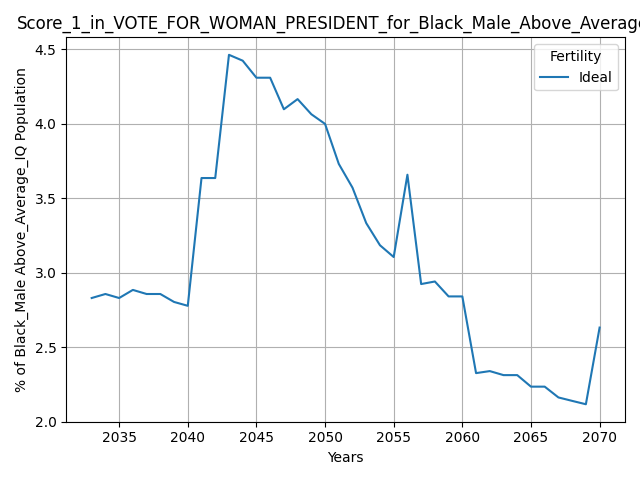 Score_1_in_VOTE_FOR_WOMAN_PRESIDENT_for_Black_Male_Above_Average
Fertility
Ideal
% of Black_Male Above_Average_IQ Population
4.5
4.0
3.5
3.0
2.5
2.0
2035 2040 2045 2050 2055 2060 2065 2070
Years